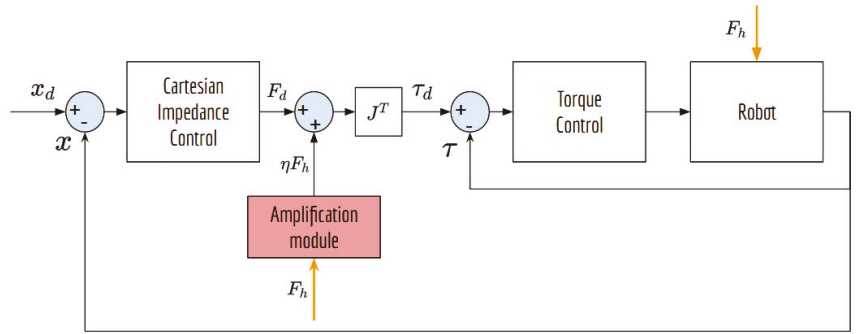 F_h
x_d
+
-
x
Cartesian
Impedance
Control
F_d
+
+
J^T
τ_d
+
-
τ
Torque
Control
Robot
ηF_h
Amplification
module
F_h